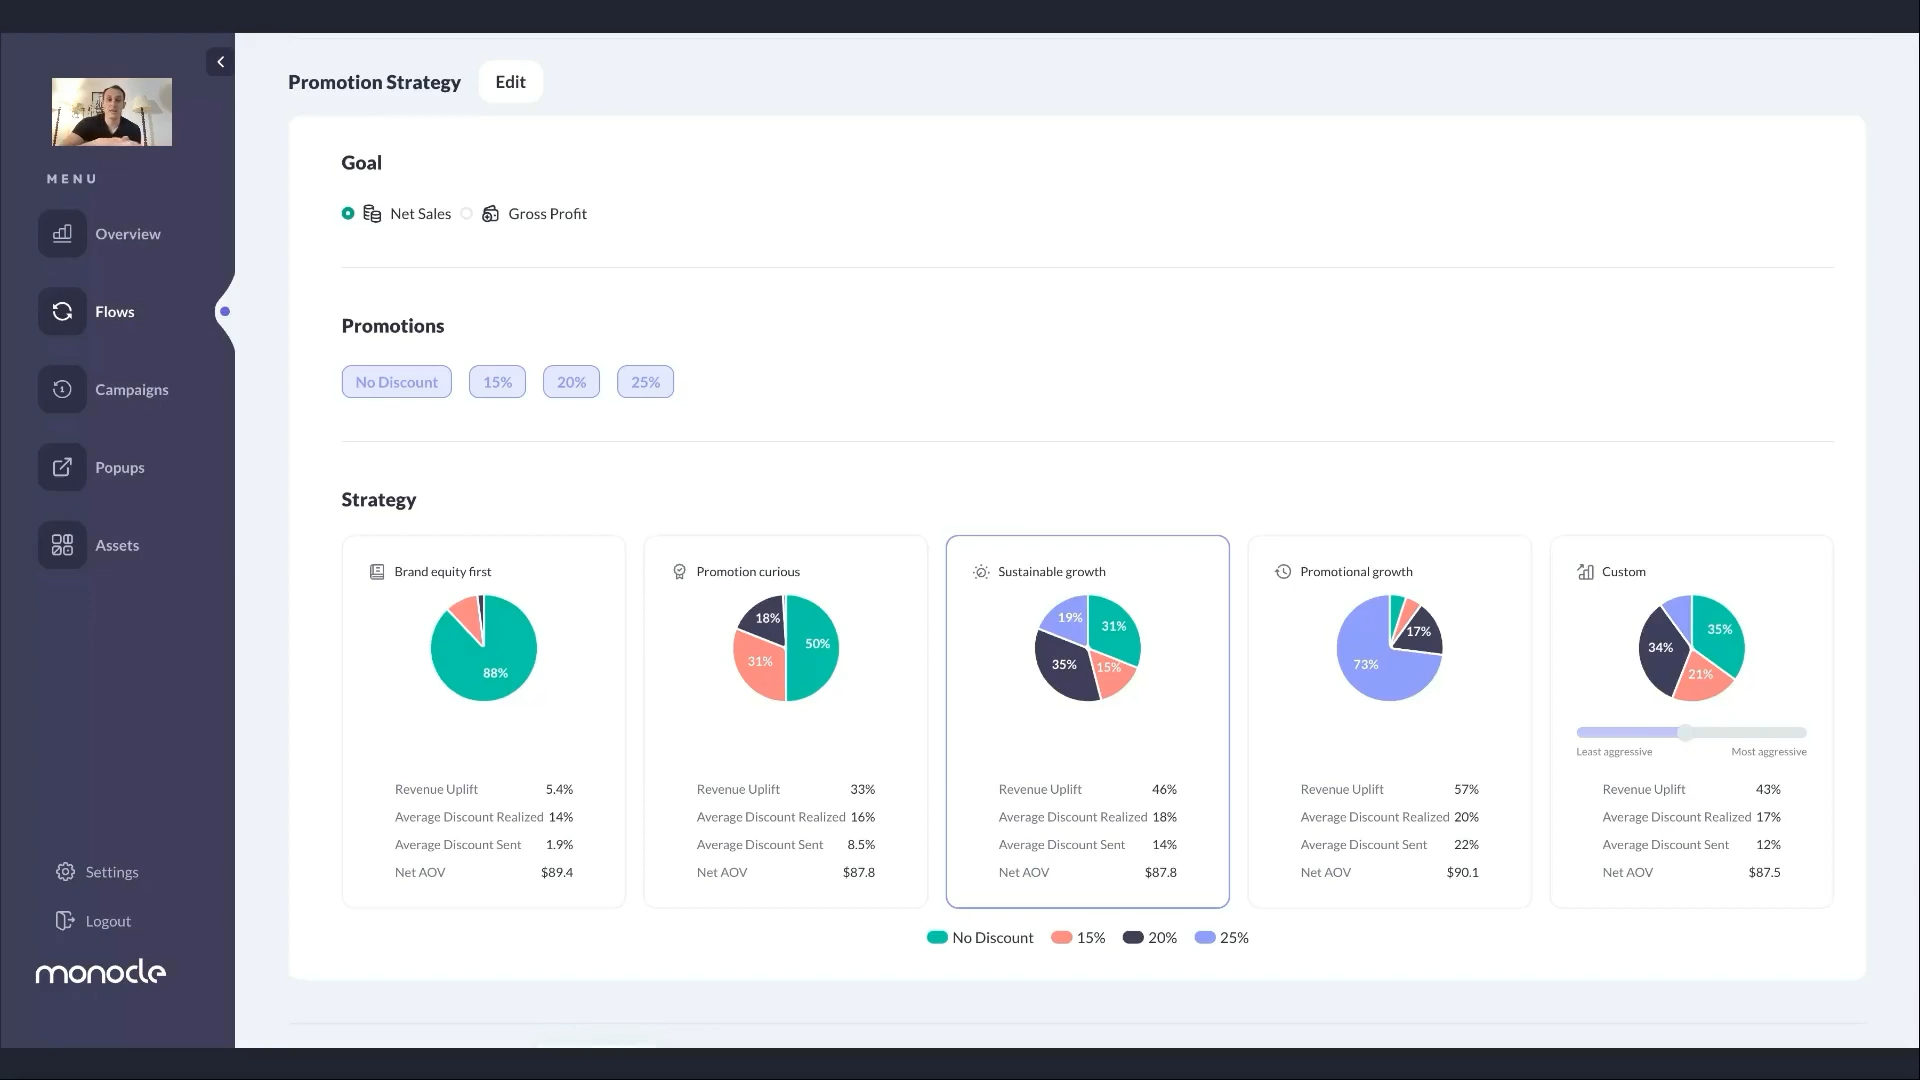 Promotion Strategy Edit
MENU
Overview
Flows
Campaigns
Popups
Assets
Settings
Logout
monocle
Goal
Net Sales Gross Profit
Promotions
No Discount 15% 20% 25%
Strategy
Brand equity first
88%
Revenue Uplift 5.4%
Average Discount Realized 14%
Average Discount Sent 1.9%
Net AOV $89.4
Promotion curious
18%
50%
31%
Revenue Uplift 33%
Average Discount Realized 16%
Average Discount Sent 8.5%
Net AOV $87.8
Sustainable growth
19%
31%
35%
15%
Revenue Uplift 46%
Average Discount Realized 18%
Average Discount Sent 14%
Net AOV $87.8
Promotional growth
17%
73%
Revenue Uplift 57%
Average Discount Realized 20%
Average Discount Sent 22%
Net AOV $90.1
Custom
35%
34%
21%
Least aggressive Most aggressive
Revenue Uplift 43%
Average Discount Realized 17%
Average Discount Sent 12%
Net AOV $87.5
No Discount 15% 20% 25%